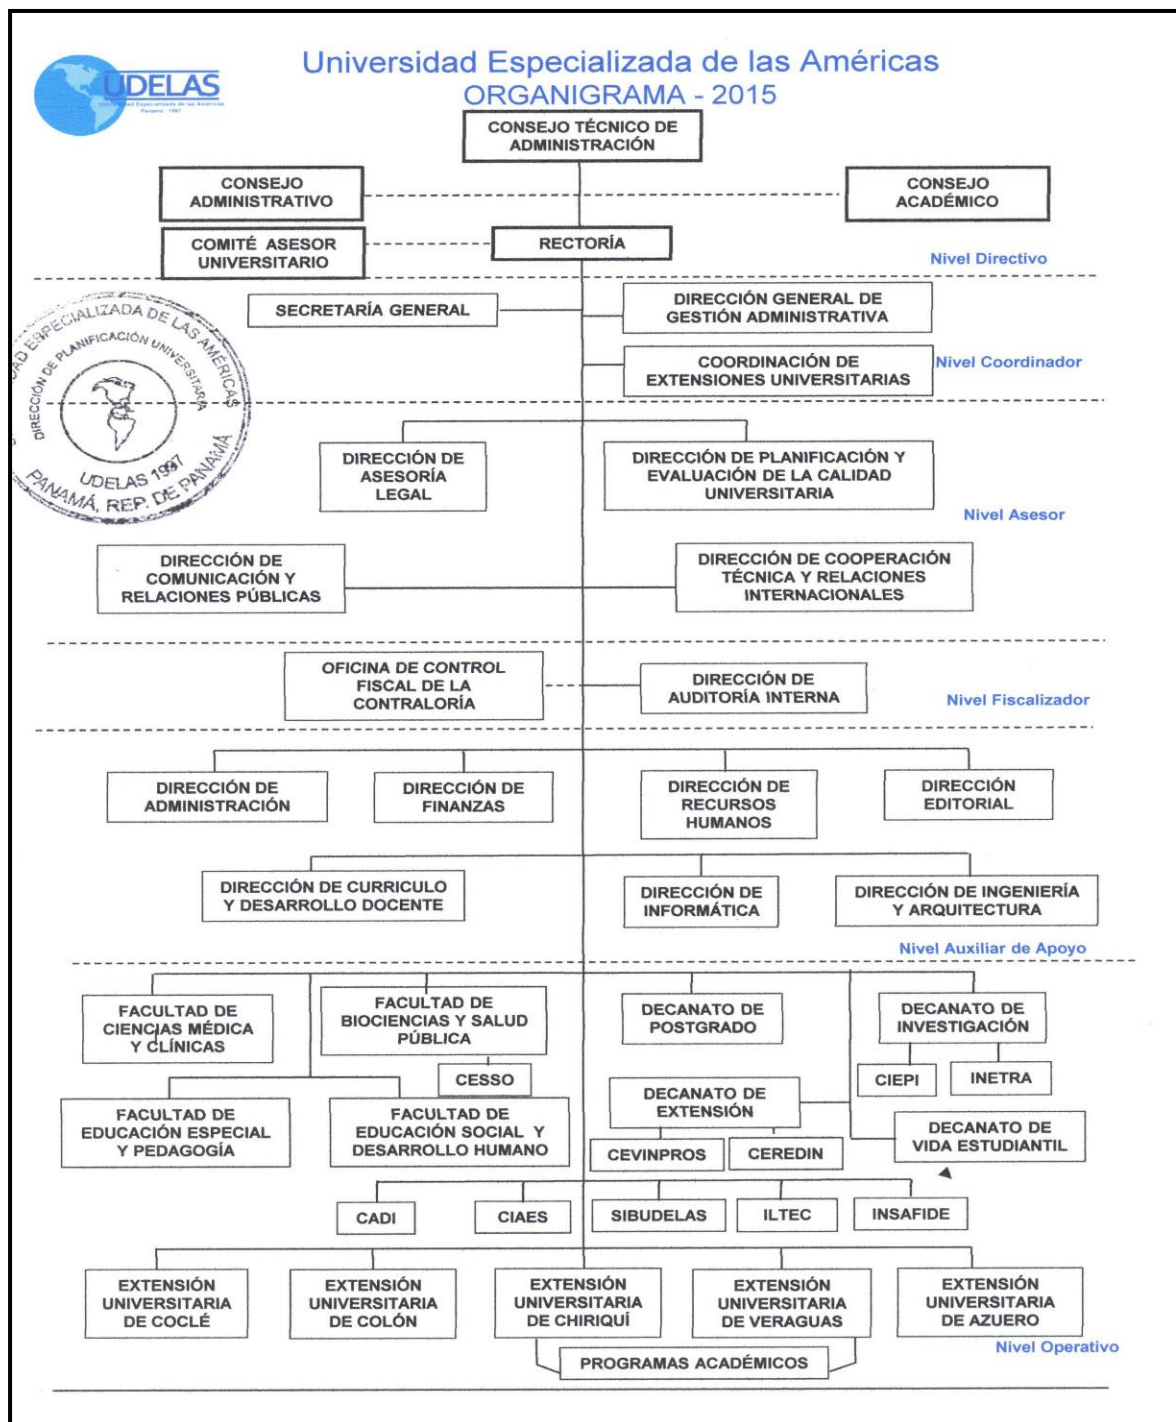 UDELAS
Universidad Especializada de las Américas
Panamá - 1997
Universidad Especializada de las Américas
ORGANIGRAMA - 2015
CONSEJO TÉCNICO DE
ADMINISTRACIÓN
CONSEJO
ADMINISTRATIVO
CONSEJO
ACADÉMICO
COMITÉ ASESOR
UNIVERSITARIO
RECTORÍA
Nivel Directivo
SECRETARÍA GENERAL
DIRECCIÓN GENERAL DE
GESTIÓN ADMINISTRATIVA
COORDINACIÓN DE
EXTENSIONES UNIVERSITARIAS
Nivel Coordinador
ESPECIALIZADA DE LAS AMÉRICAS
DIRECCIÓN DE PLANIFICACIÓN UNIVERSITARIA
UDELAS 1997
PANAMÁ, REP. DE PANAMÁ
DIRECCIÓN DE
ASESORÍA
LEGAL
DIRECCIÓN DE PLANIFICACIÓN Y
EVALUACIÓN DE LA CALIDAD
UNIVERSITARIA
Nivel Asesor
DIRECCIÓN DE
COMUNICACIÓN Y
RELACIONES PÚBLICAS
DIRECCIÓN DE COOPERACIÓN
TÉCNICA Y RELACIONES
INTERNACIONALES
OFICINA DE CONTROL
FISCAL DE LA
CONTRALORÍA
DIRECCIÓN DE
AUDITORÍA INTERNA
Nivel Fiscalizador
DIRECCIÓN DE
ADMINISTRACIÓN
DIRECCIÓN DE
FINANZAS
DIRECCIÓN DE
RECURSOS
HUMANOS
DIRECCIÓN
EDITORIAL
DIRECCIÓN DE CURRICULO
Y DESARROLLO DOCENTE
DIRECCIÓN DE
INFORMÁTICA
DIRECCIÓN DE INGENIERÍA
Y ARQUITECTURA
Nivel Auxiliar de Apoyo
FACULTAD DE
CIENCIAS MÉDICA
Y CLÍNICAS
FACULTAD DE
BIOCIENCIAS Y SALUD
PÚBLICA
DECANATO DE
POSTGRADO
DECANATO DE
INVESTIGACIÓN
CESSO
CIEPI
INETRA
FACULTAD DE
EDUCACIÓN ESPECIAL
Y PEDAGOGÍA
FACULTAD DE
EDUCACIÓN SOCIAL Y
DESARROLLO HUMANO
DECANATO DE
EXTENSIÓN
DECANATO DE
VIDA ESTUDIANTIL
CEVINPROS
CEREDIN
CADI
CIAES
SIBUDELAS
ILTEC
INSAFIDE
EXTENSIÓN
UNIVERSITARIA
DE COCLÉ
EXTENSIÓN
UNIVERSITARIA
DE COLÓN
EXTENSIÓN
UNIVERSITARIA
DE CHIRIQUÍ
EXTENSIÓN
UNIVERSITARIA
DE VERAGUAS
EXTENSIÓN
UNIVERSITARIA
DE AZUERO
Nivel Operativo
PROGRAMAS ACADÉMICOS